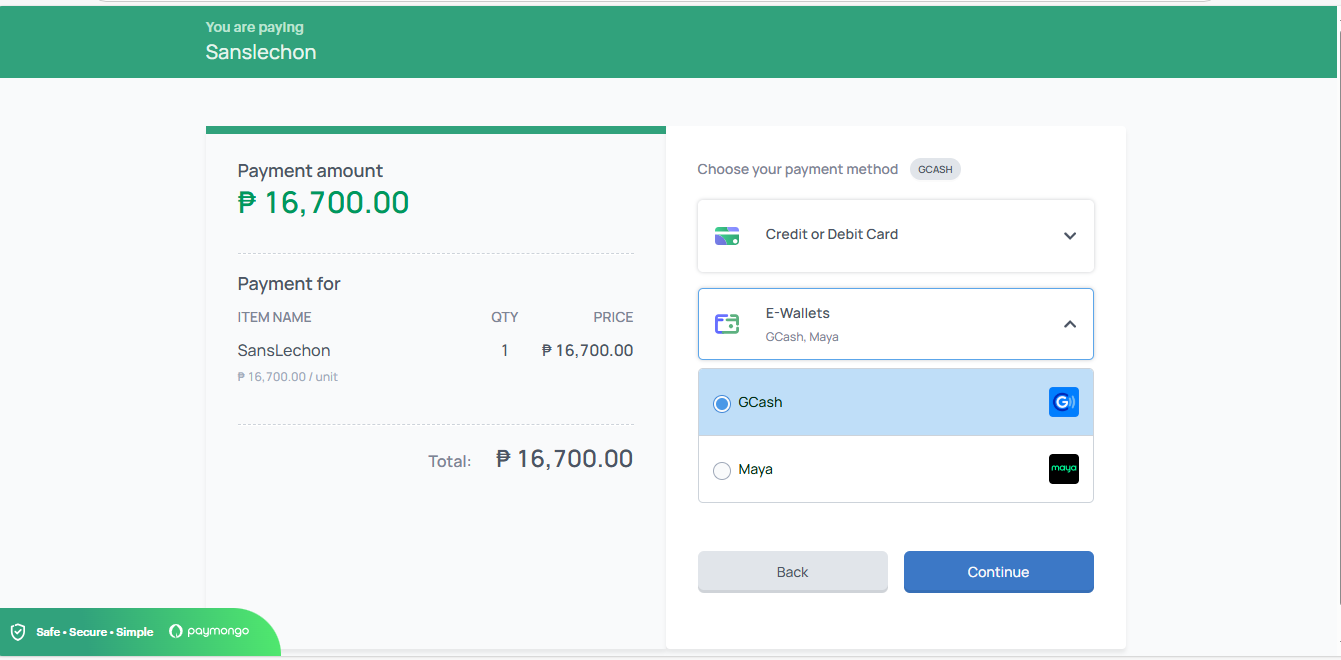 You are paying
Sanslechon
Payment amount
₱ 16,700.00
Payment for
ITEM NAME QTY PRICE
SansLechon 1 ₱ 16,700.00
₱ 16,700.00 / unit
Total: ₱ 16,700.00
Choose your payment method GCASH
Credit or Debit Card
E-Wallets
GCash, Maya
GCash G
Maya maya
Back Continue
Safe • Secure • Simple paymongo